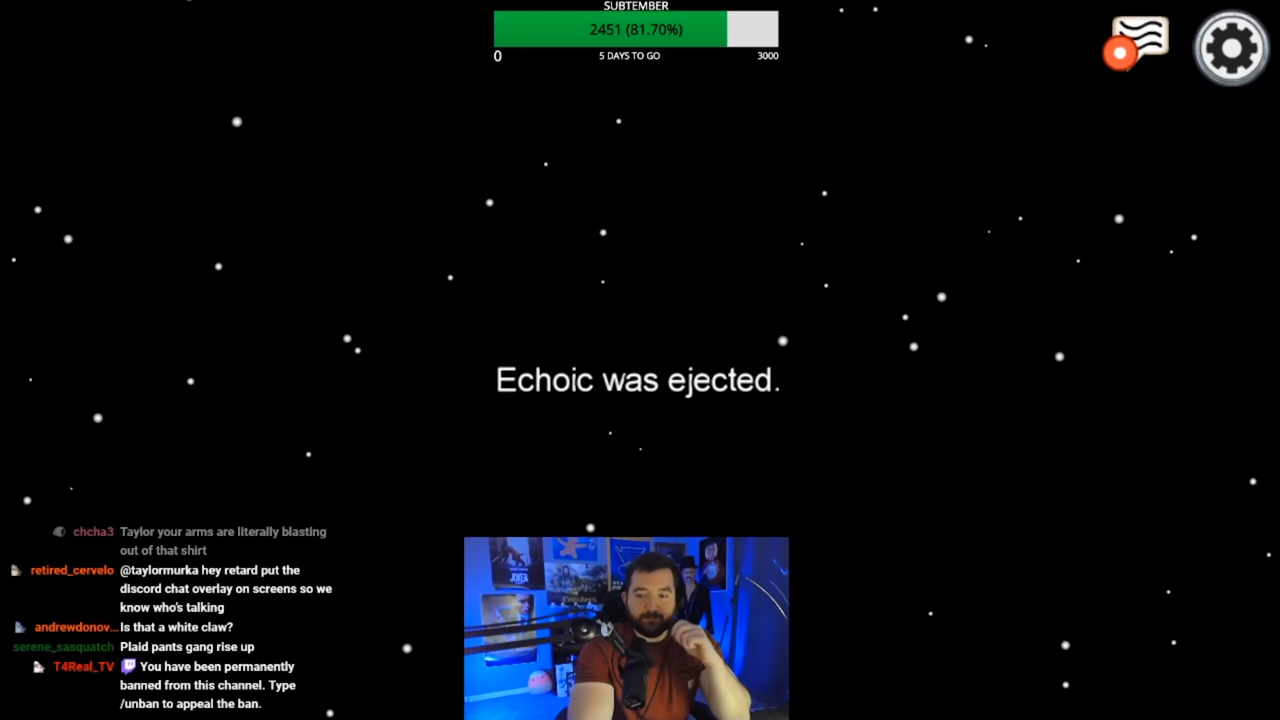 SUBTEMBER
2451 (81.70%)
0 5 DAYS TO GO 3000
Echoic was ejected.
chcha3 Taylor your arms are literally blasting
out of that shirt
retired_cervelo @taylormurka hey retard put the
discord chat overlay on screens so we
know who's talking
andrewdonov... Is that a white claw?
serene_sasquatch Plaid pants gang rise up
T4Real_TV You have been permanently
banned from this channel. Type
/unban to appeal the ban.
JOKER